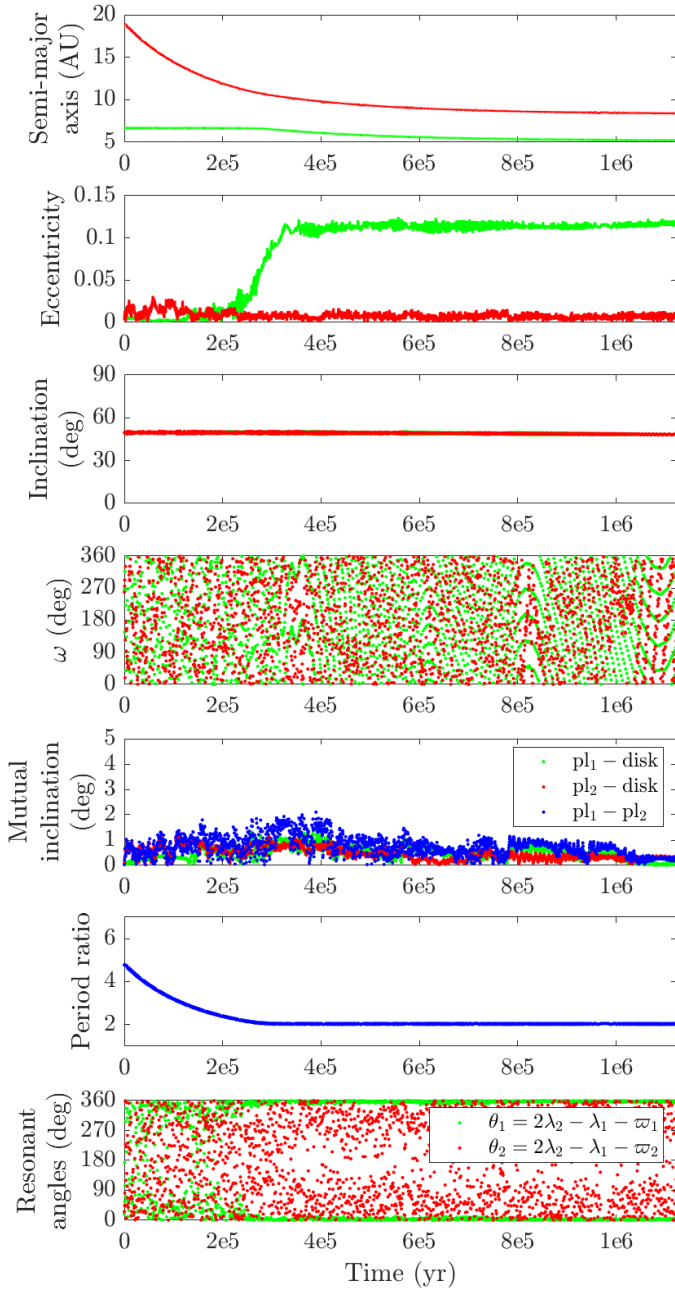 Semi-major
axis (AU)
20
15
10
5
0 2e5 4e5 6e5 8e5 1e6
Eccentricity
0.15
0.1
0.05
0
0 2e5 4e5 6e5 8e5 1e6
Inclination
(deg)
90
60
30
0
0 2e5 4e5 6e5 8e5 1e6
ω (deg)
360
270
180
90
0
0 2e5 4e5 6e5 8e5 1e6
Mutual
inclination
(deg)
5
4
3
2
1
0
pl₁ − disk
pl₂ − disk
pl₁ − pl₂
0 2e5 4e5 6e5 8e5 1e6
Period ratio
6
4
2
0 2e5 4e5 6e5 8e5 1e6
Resonant
angles (deg)
360
270
180
90
0
θ₁ = 2λ₂ − λ₁ − ϖ₁
θ₂ = 2λ₂ − λ₁ − ϖ₂
0 2e5 4e5 6e5 8e5 1e6
Time (yr)